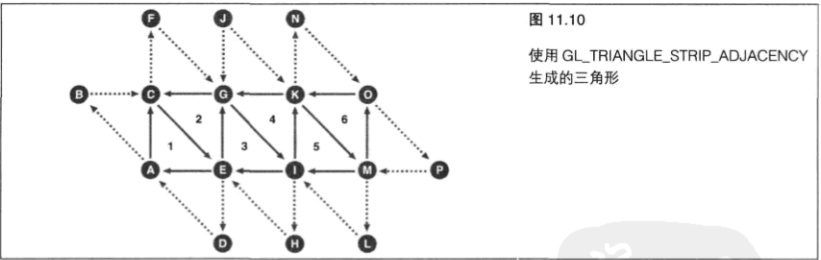 F J N
图 11.10
使用 GL_TRIANGLE_STRIP_ADJACENCY
生成的三角形
B C G K O
2 4 6
1 3 5
A E I M P
D H L